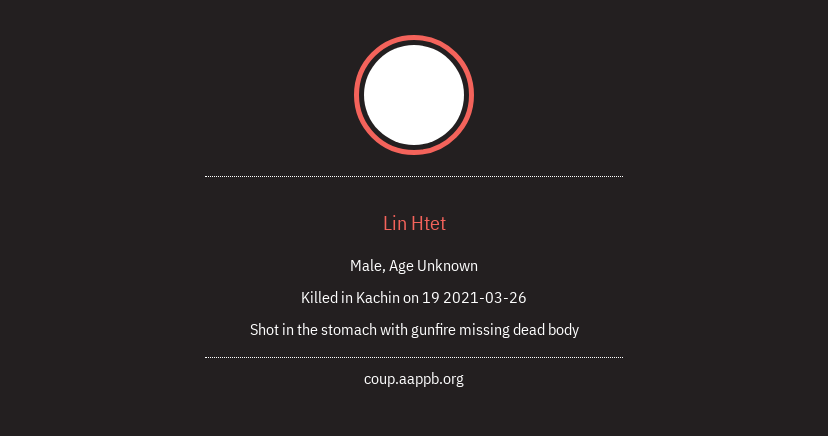 Lin Htet
Male, Age Unknown
Killed in Kachin on 19 2021-03-26
Shot in the stomach with gunfire missing dead body
coup.aappb.org